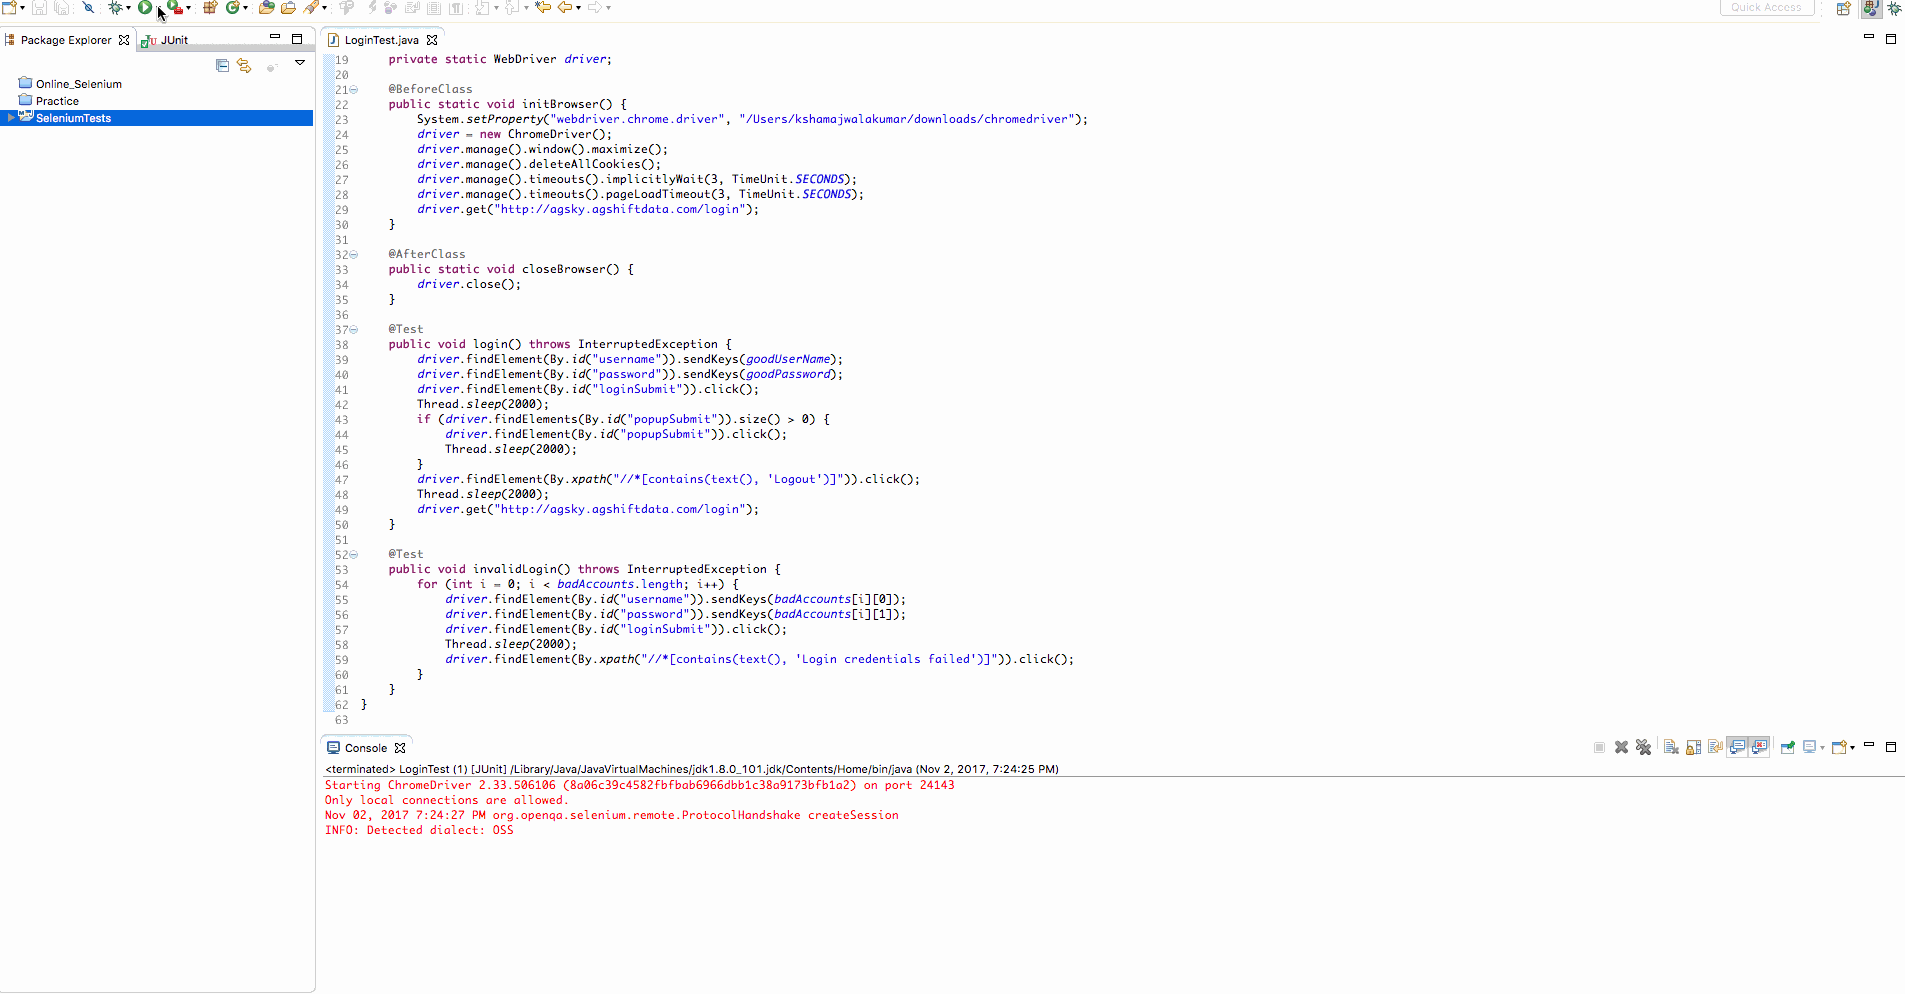 Quick Access
Package Explorer
JUnit
Online_Selenium
Practice
SeleniumTests
LoginTest.java
19 private static WebDriver driver;
20
21 @BeforeClass
22 public static void initBrowser() {
23 System.setProperty("webdriver.chrome.driver", "/Users/kshamajwalakumar/downloads/chromedriver");
24 driver = new ChromeDriver();
25 driver.manage().window().maximize();
26 driver.manage().deleteAllCookies();
27 driver.manage().timeouts().implicitlyWait(3, TimeUnit.SECONDS);
28 driver.manage().timeouts().pageLoadTimeout(3, TimeUnit.SECONDS);
29 driver.get("http://agsky.agshiftdata.com/login");
30 }
31
32 @AfterClass
33 public static void closeBrowser() {
34 driver.close();
35 }
36
37 @Test
38 public void login() throws InterruptedException {
39 driver.findElement(By.id("username")).sendKeys(goodUserName);
40 driver.findElement(By.id("password")).sendKeys(goodPassword);
41 driver.findElement(By.id("loginSubmit")).click();
42 Thread.sleep(2000);
43 if (driver.findElements(By.id("popupSubmit")).size() > 0) {
44 driver.findElement(By.id("popupSubmit")).click();
45 Thread.sleep(2000);
46 }
47 driver.findElement(By.xpath("//*[contains(text(), 'Logout')]")).click();
48 Thread.sleep(2000);
49 driver.get("http://agsky.agshiftdata.com/login");
50 }
51
52 @Test
53 public void invalidLogin() throws InterruptedException {
54 for (int i = 0; i < badAccounts.length; i++) {
55 driver.findElement(By.id("username")).sendKeys(badAccounts[i][0]);
56 driver.findElement(By.id("password")).sendKeys(badAccounts[i][1]);
57 driver.findElement(By.id("loginSubmit")).click();
58 Thread.sleep(2000);
59 driver.findElement(By.xpath("//*[contains(text(), 'Login credentials failed')]")).click();
60 }
61 }
62 }
63
Console
<terminated> LoginTest (1) [JUnit] /Library/Java/JavaVirtualMachines/jdk1.8.0_101.jdk/Contents/Home/bin/java (Nov 2, 2017, 7:24:25 PM)
Starting ChromeDriver 2.33.506106 (8a06c39c4582fbfbab6966dbb1c38a9173bfb1a2) on port 24143
Only local connections are allowed.
Nov 02, 2017 7:24:27 PM org.openqa.selenium.remote.ProtocolHandshake createSession
INFO: Detected dialect: OSS